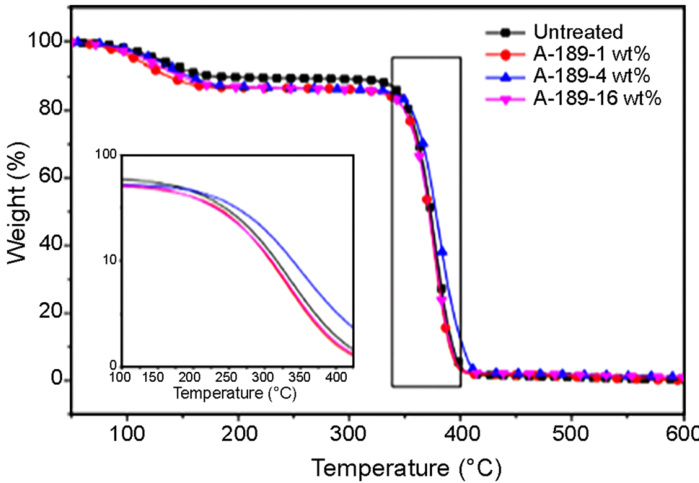 Untreated
A-189-1 wt%
A-189-4 wt%
A-189-16 wt%
Weight (%)
100
80
60
40
20
0
100
10
0
100 150 200 250 300 350 400
Temperature (°C)
100 200 300 400 500 600
Temperature (°C)